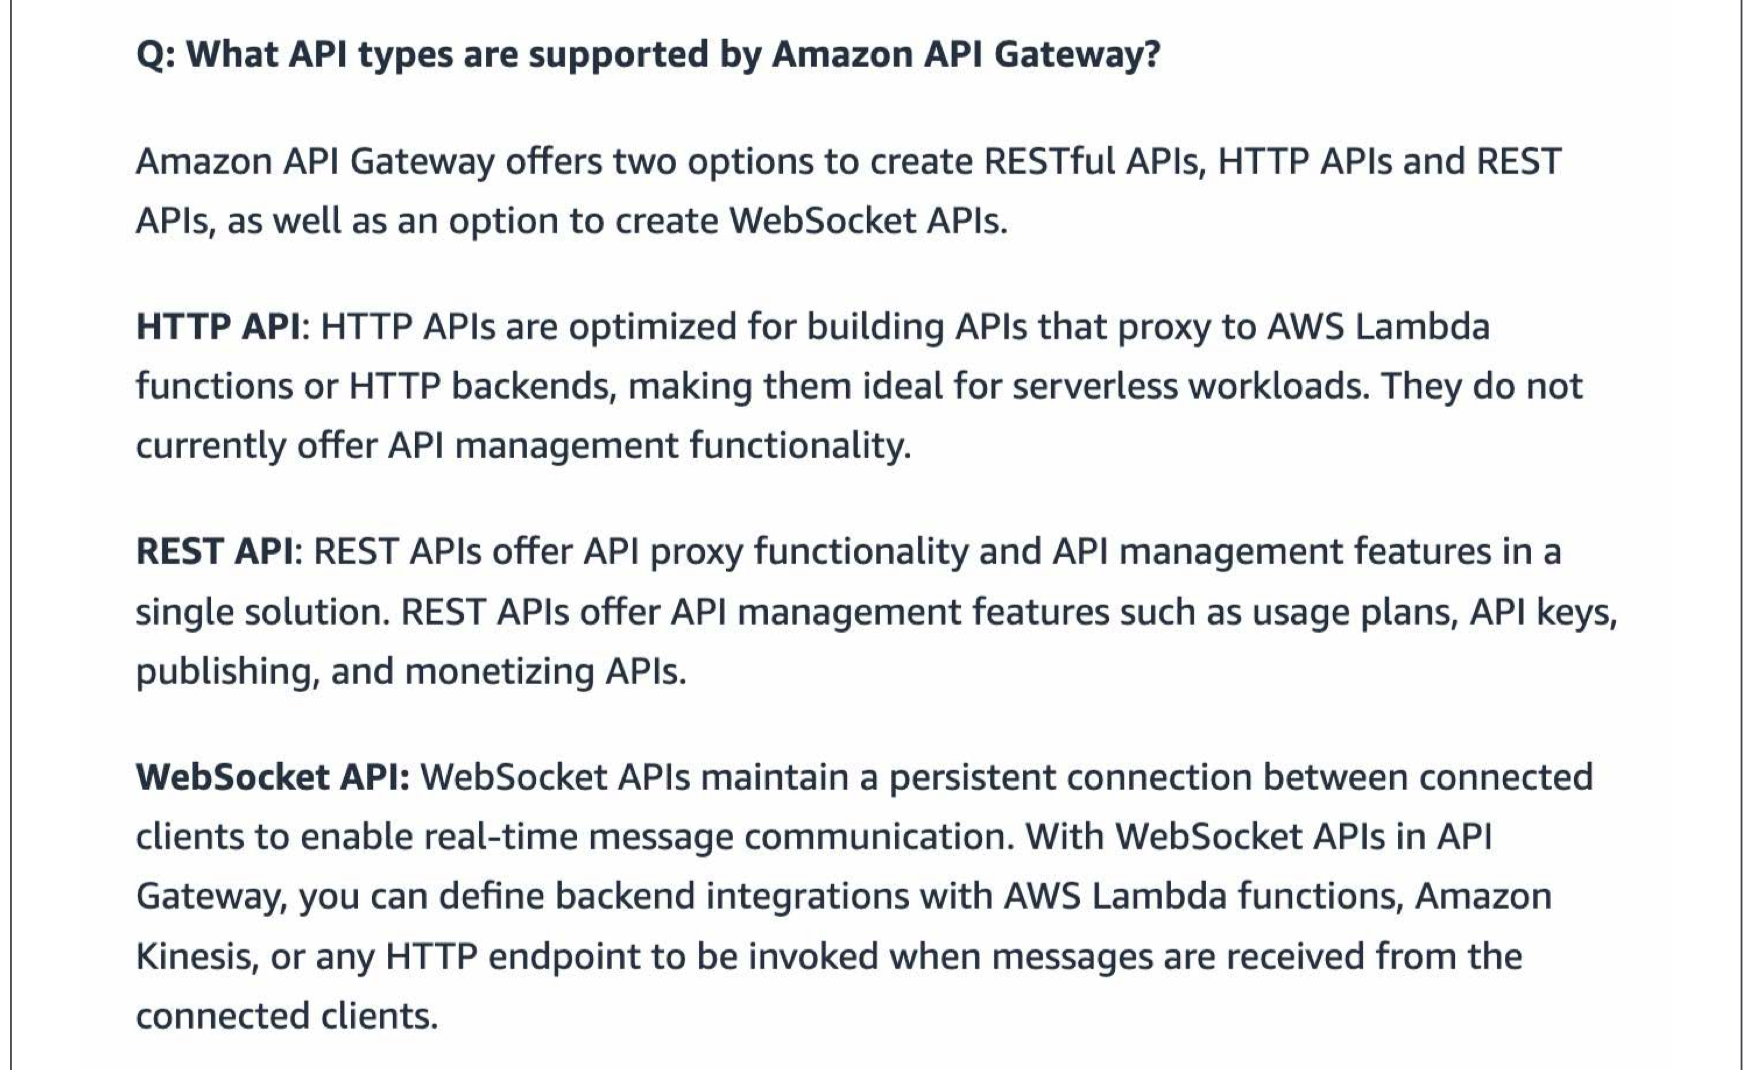 Q: What API types are supported by Amazon API Gateway?
Amazon API Gateway offers two options to create RESTful APIs, HTTP APIs and REST
APIs, as well as an option to create WebSocket APIs.
HTTP API: HTTP APIs are optimized for building APIs that proxy to AWS Lambda
functions or HTTP backends, making them ideal for serverless workloads. They do not
currently offer API management functionality.
REST API: REST APIs offer API proxy functionality and API management features in a
single solution. REST APIs offer API management features such as usage plans, API keys,
publishing, and monetizing APIs.
WebSocket API: WebSocket APIs maintain a persistent connection between connected
clients to enable real-time message communication. With WebSocket APIs in API
Gateway, you can define backend integrations with AWS Lambda functions, Amazon
Kinesis, or any HTTP endpoint to be invoked when messages are received from the
connected clients.